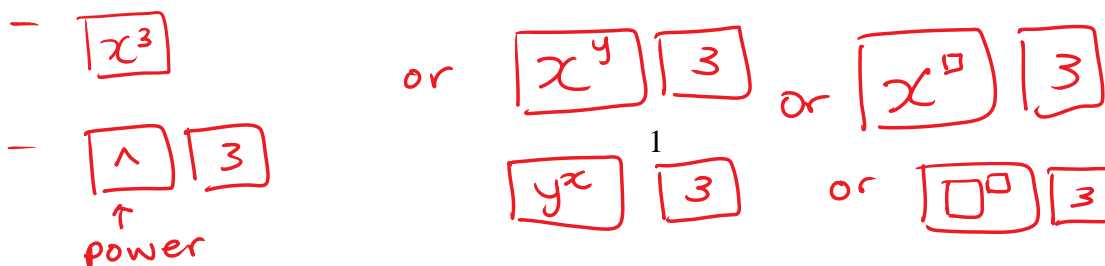 - x³ or xʸ 3 or x^□ 3
- ^ 3
1
yˣ 3 or □^□ 3
↑
power